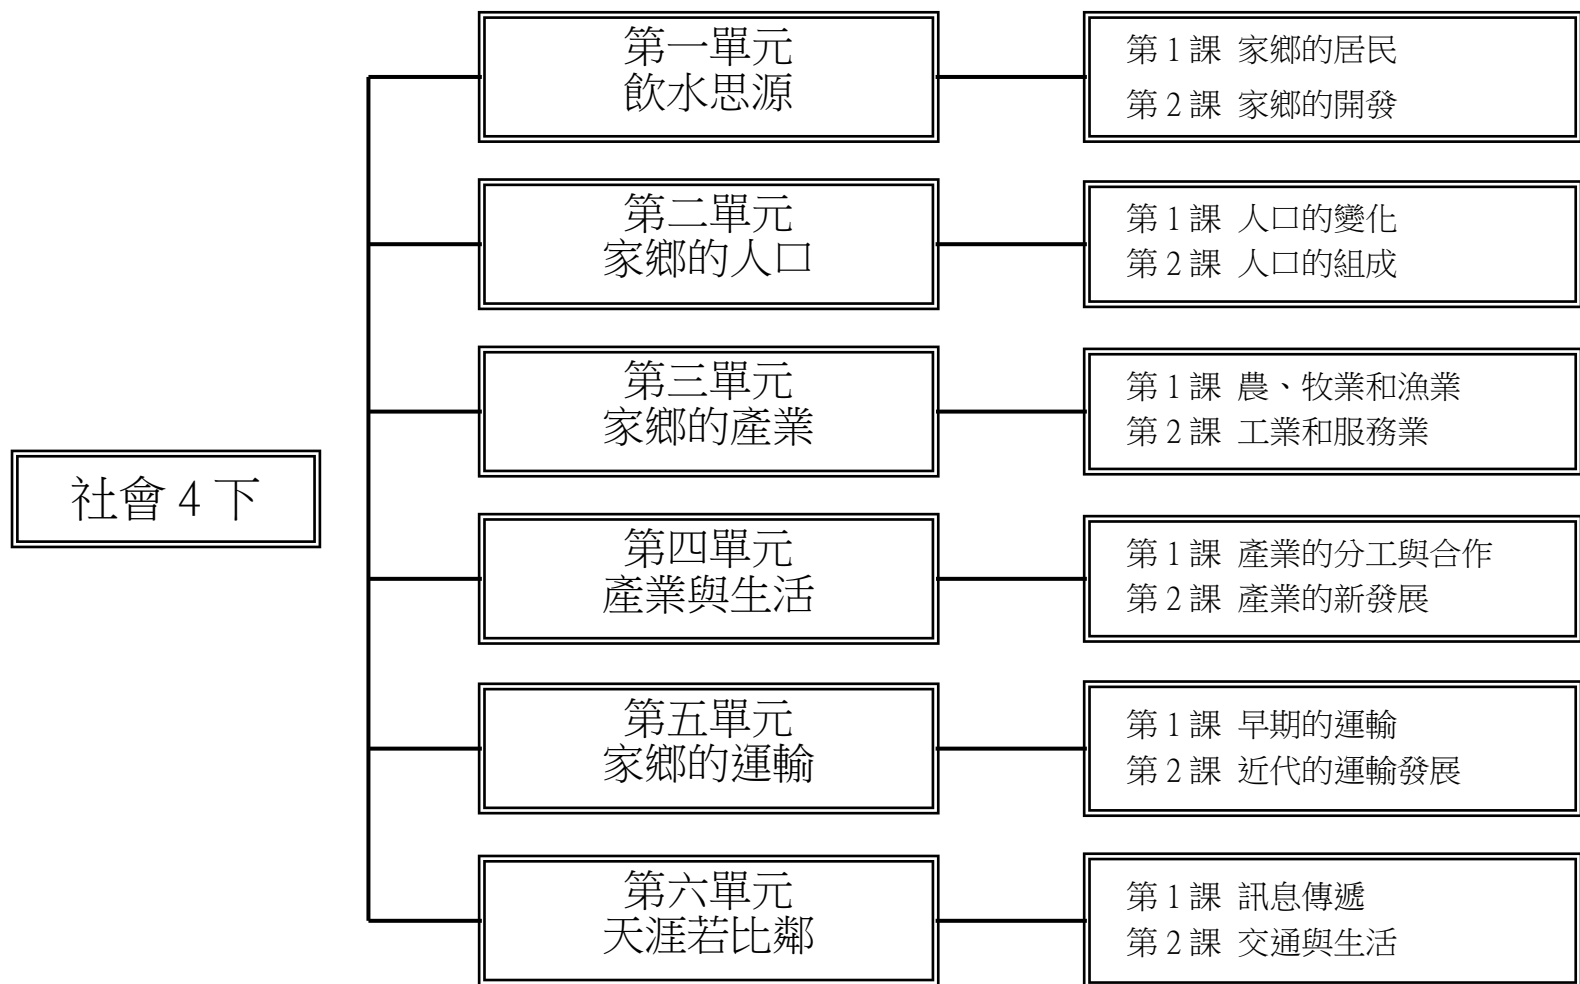 社會 4 下
第一單元
飲水思源
第 1 課 家鄉的居民
第 2 課 家鄉的開發
第二單元
家鄉的人口
第 1 課 人口的變化
第 2 課 人口的組成
第三單元
家鄉的產業
第 1 課 農、牧業和漁業
第 2 課 工業和服務業
第四單元
產業與生活
第 1 課 產業的分工與合作
第 2 課 產業的新發展
第五單元
家鄉的運輸
第 1 課 早期的運輸
第 2 課 近代的運輸發展
第六單元
天涯若比鄰
第 1 課 訊息傳遞
第 2 課 交通與生活